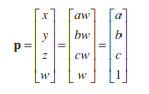 p = [x y z w] = [aw bw cw w] = [a b c 1]